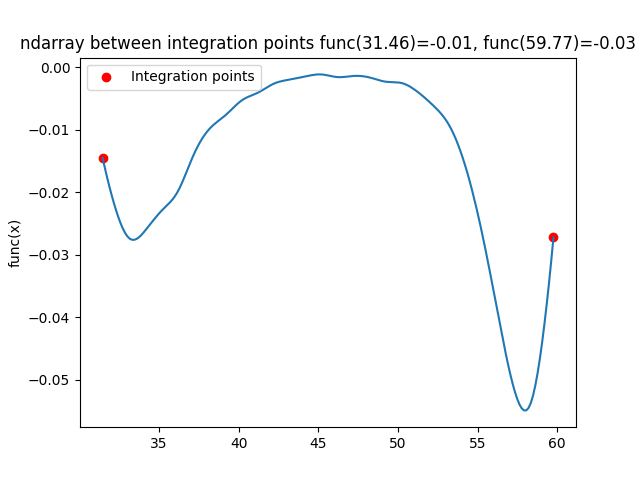 ndarray between integration points func(31.46)=-0.01, func(59.77)=-0.03
Integration points
func(x)
0.00
−0.01
−0.02
−0.03
−0.04
−0.05
35 40 45 50 55 60